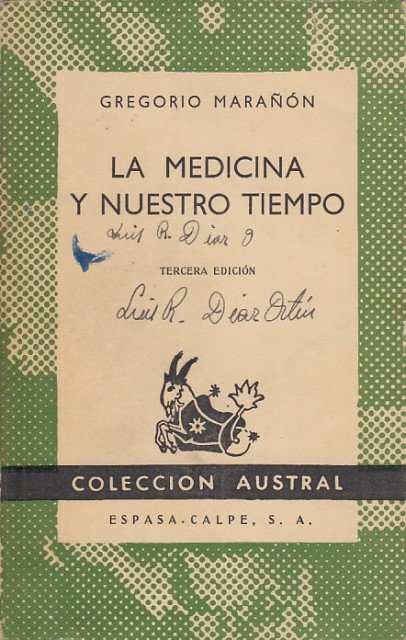 GREGORIO MARAÑÓN
LA MEDICINA
Y NUESTRO TIEMPO
Luis R. Díaz O
TERCERA EDICIÓN
Luis R. Díaz Ortín
COLECCION AUSTRAL
ESPASA-CALPE, S. A.